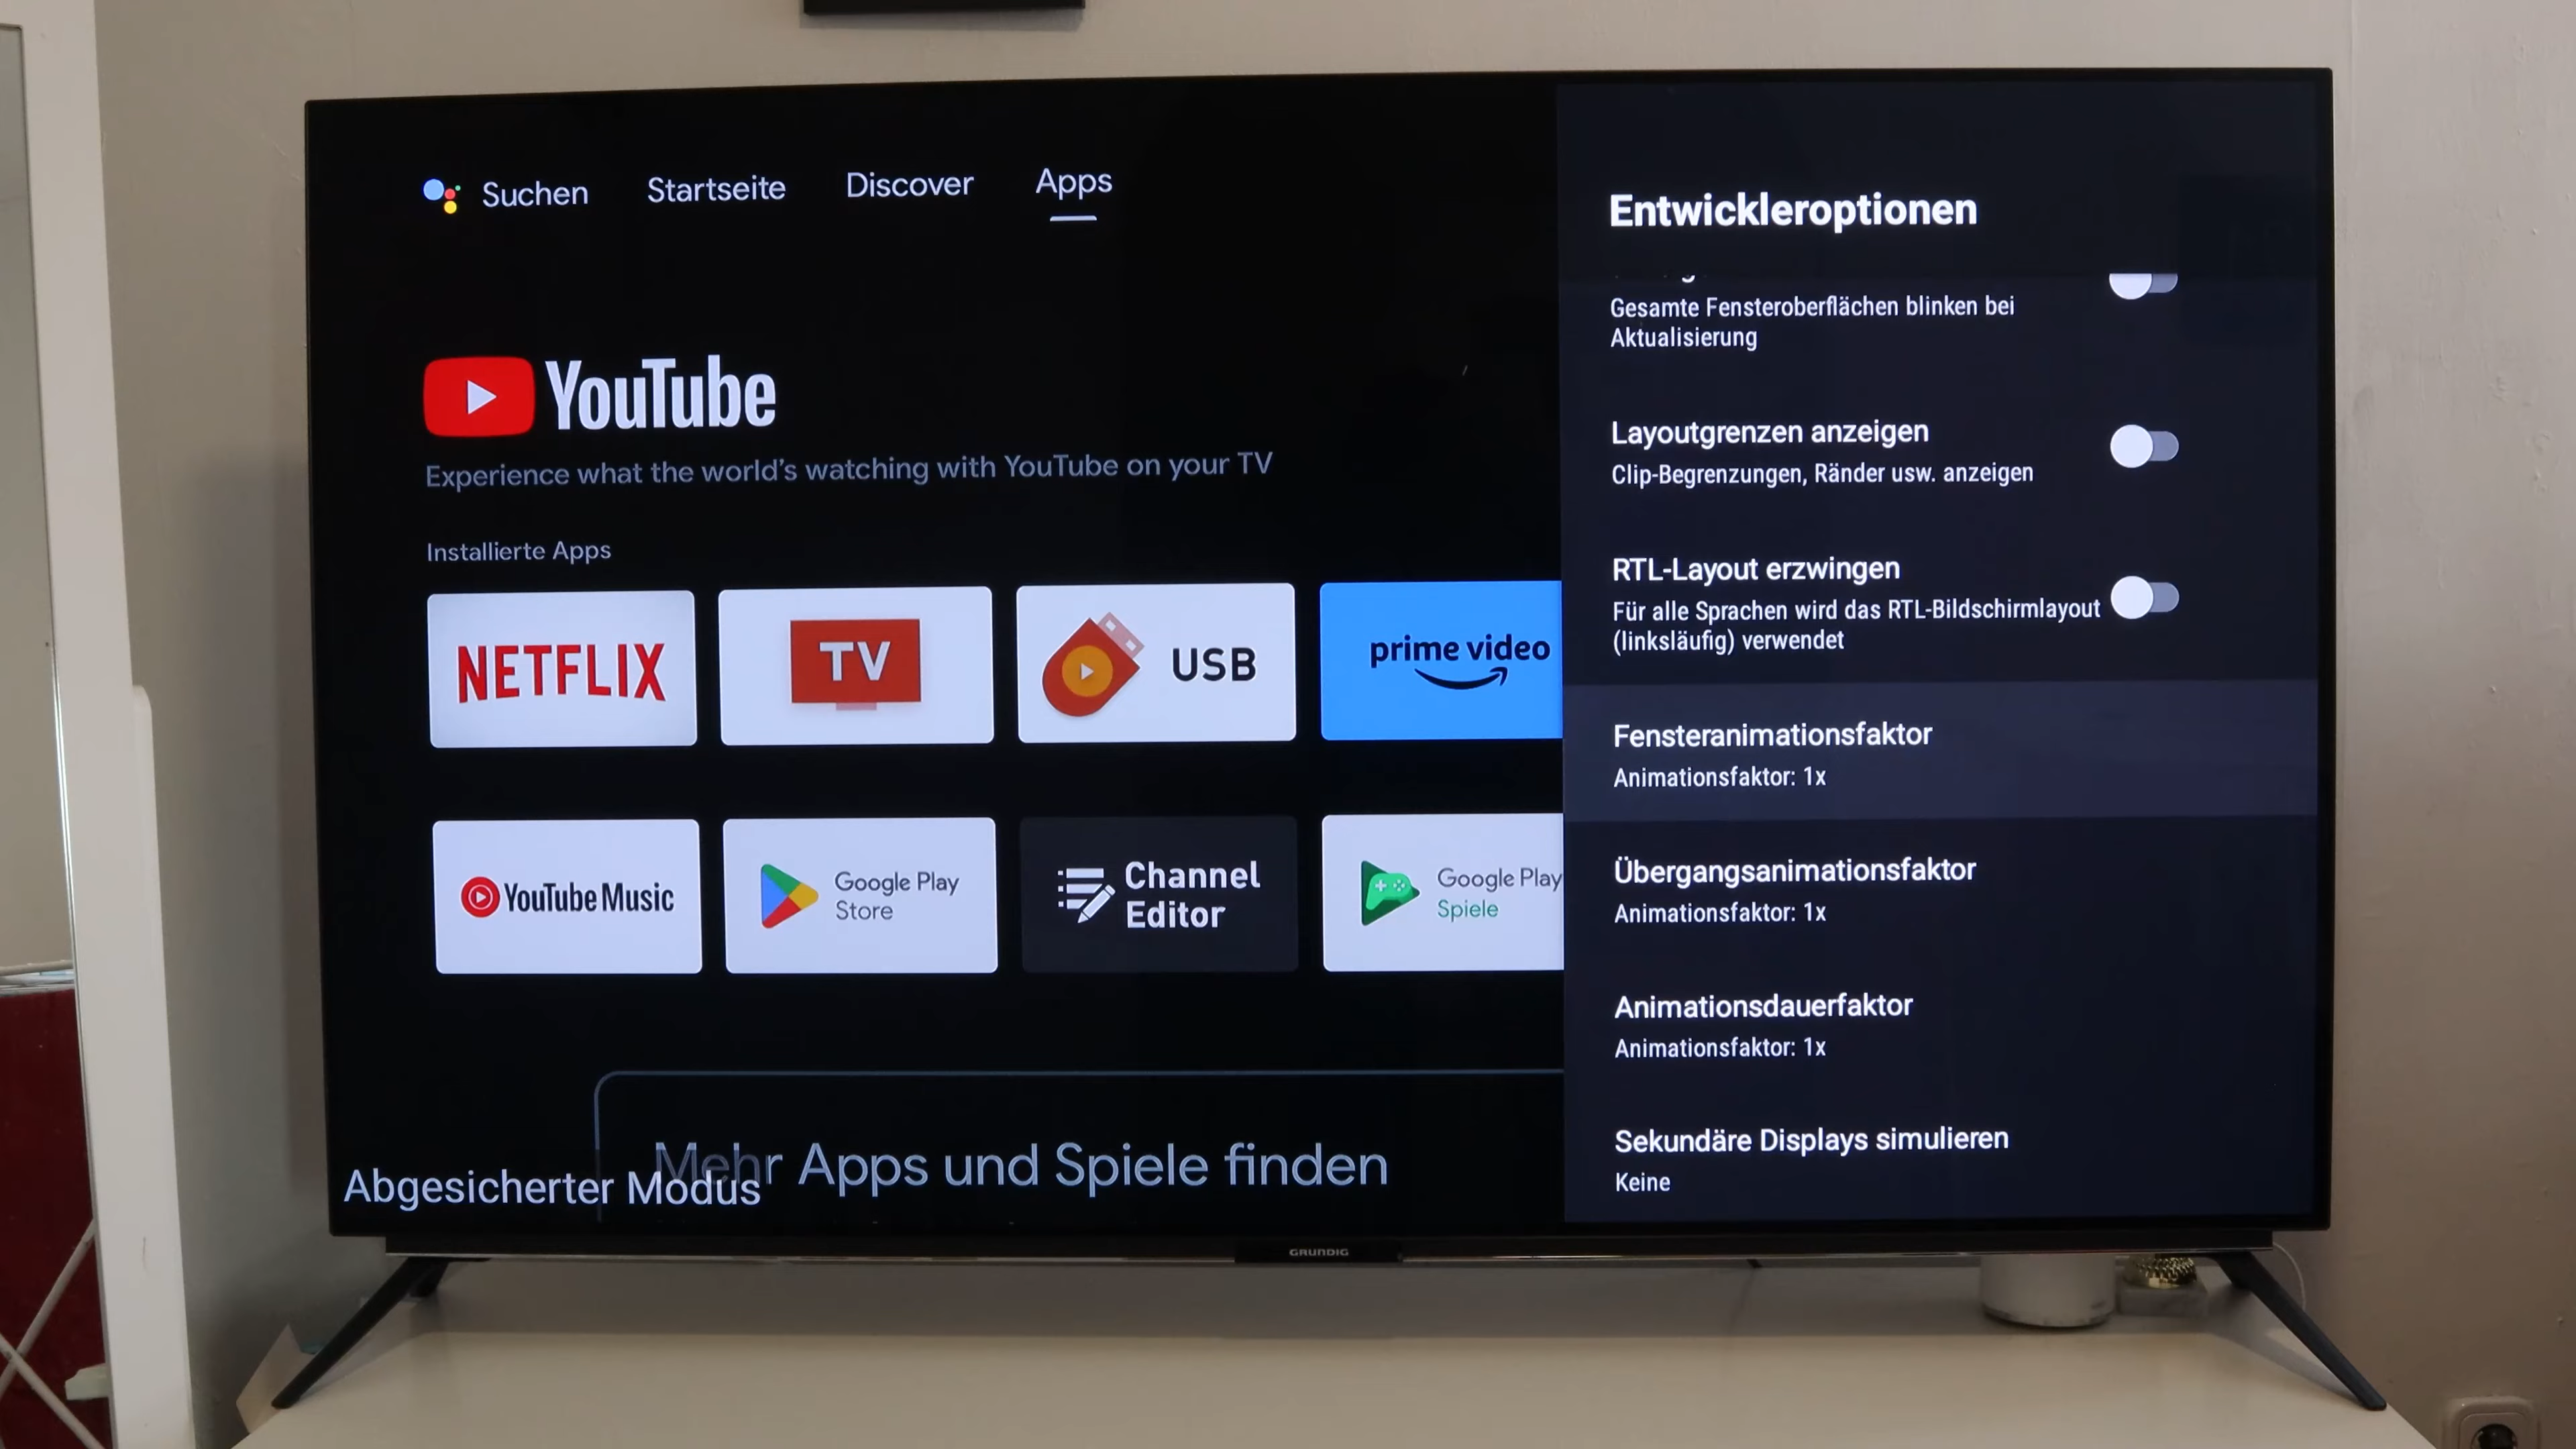 Suchen
Startseite
Discover
Apps
YouTube
Experience what the world's watching with YouTube on your TV
Installierte Apps
NETFLIX
TV
USB
prime video
YouTube Music
Google Play
Store
Channel
Editor
Google Play
Spiele
Mehr Apps und Spiele finden
Abgesicherter Modus
Entwickleroptionen
Gesamte Fensteroberflächen blinken bei
Aktualisierung
Layoutgrenzen anzeigen
Clip-Begrenzungen, Ränder usw. anzeigen
RTL-Layout erzwingen
Für alle Sprachen wird das RTL-Bildschirmlayout
(linksläufig) verwendet
Fensteranimationsfaktor
Animationsfaktor: 1x
Übergangsanimationsfaktor
Animationsfaktor: 1x
Animationsdauerfaktor
Animationsfaktor: 1x
Sekundäre Displays simulieren
Keine
GRUNDIG